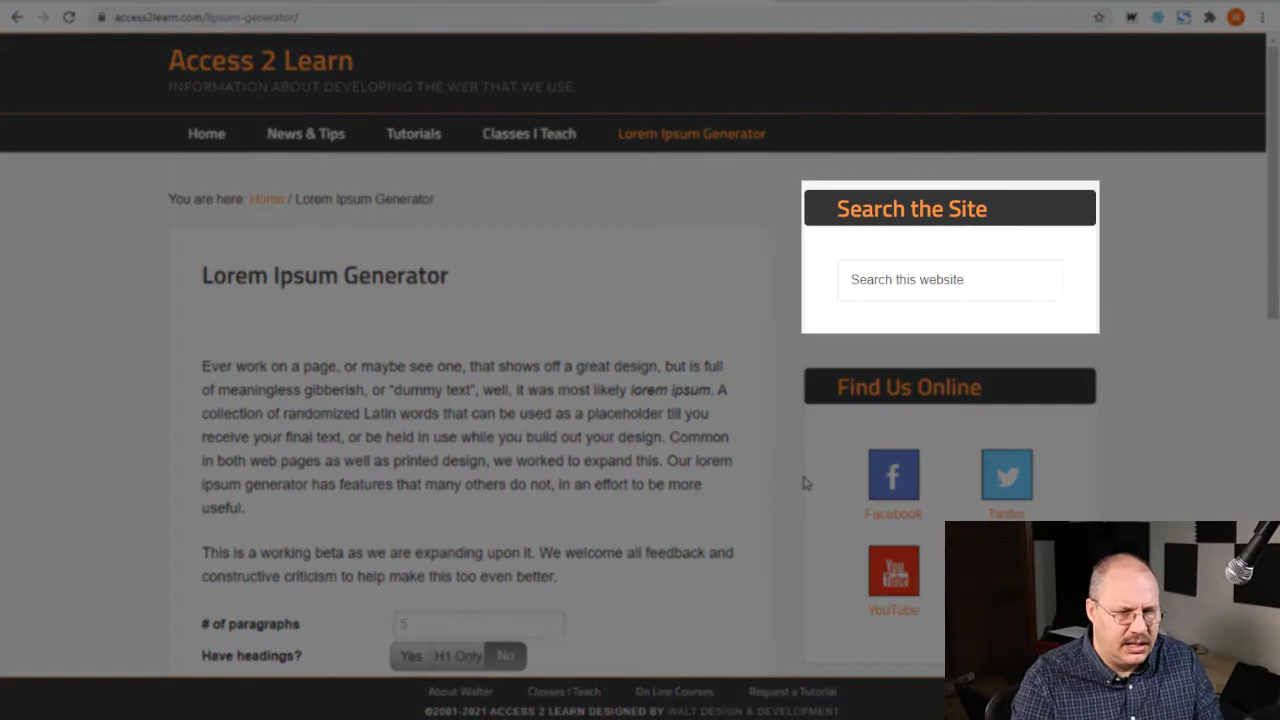 access2learn.com/lipsum-generator/
Access 2 Learn
INFORMATION ABOUT DEVELOPING THE WEB THAT WE USE.
Home
News & Tips
Tutorials
Classes I Teach
Lorem Ipsum Generator
You are here: Home / Lorem Ipsum Generator
Lorem Ipsum Generator
Ever work on a page, or maybe see one, that shows off a great design, but is full
of meaningless gibberish, or “dummy text”, well, it was most likely lorem ipsum. A
collection of randomized Latin words that can be used as a placeholder till you
receive your final text, or be held in use while you build out your design. Common
in both web pages as well as printed design, we worked to expand this. Our lorem
ipsum generator has features that many others do not, in an effort to be more
useful.
This is a working beta as we are expanding upon it. We welcome all feedback and
constructive criticism to help make this too even better.
# of paragraphs
5
Have headings?
Yes
H1 Only
No
Search the Site
Search this website
Find Us Online
Facebook
Twitter
You
Tube
YouTube
About Walter
Classes I Teach
On Line Courses
Request a Tutorial
©2001-2021 ACCESS 2 LEARN DESIGNED BY WALT DESIGN & DEVELOPMENT